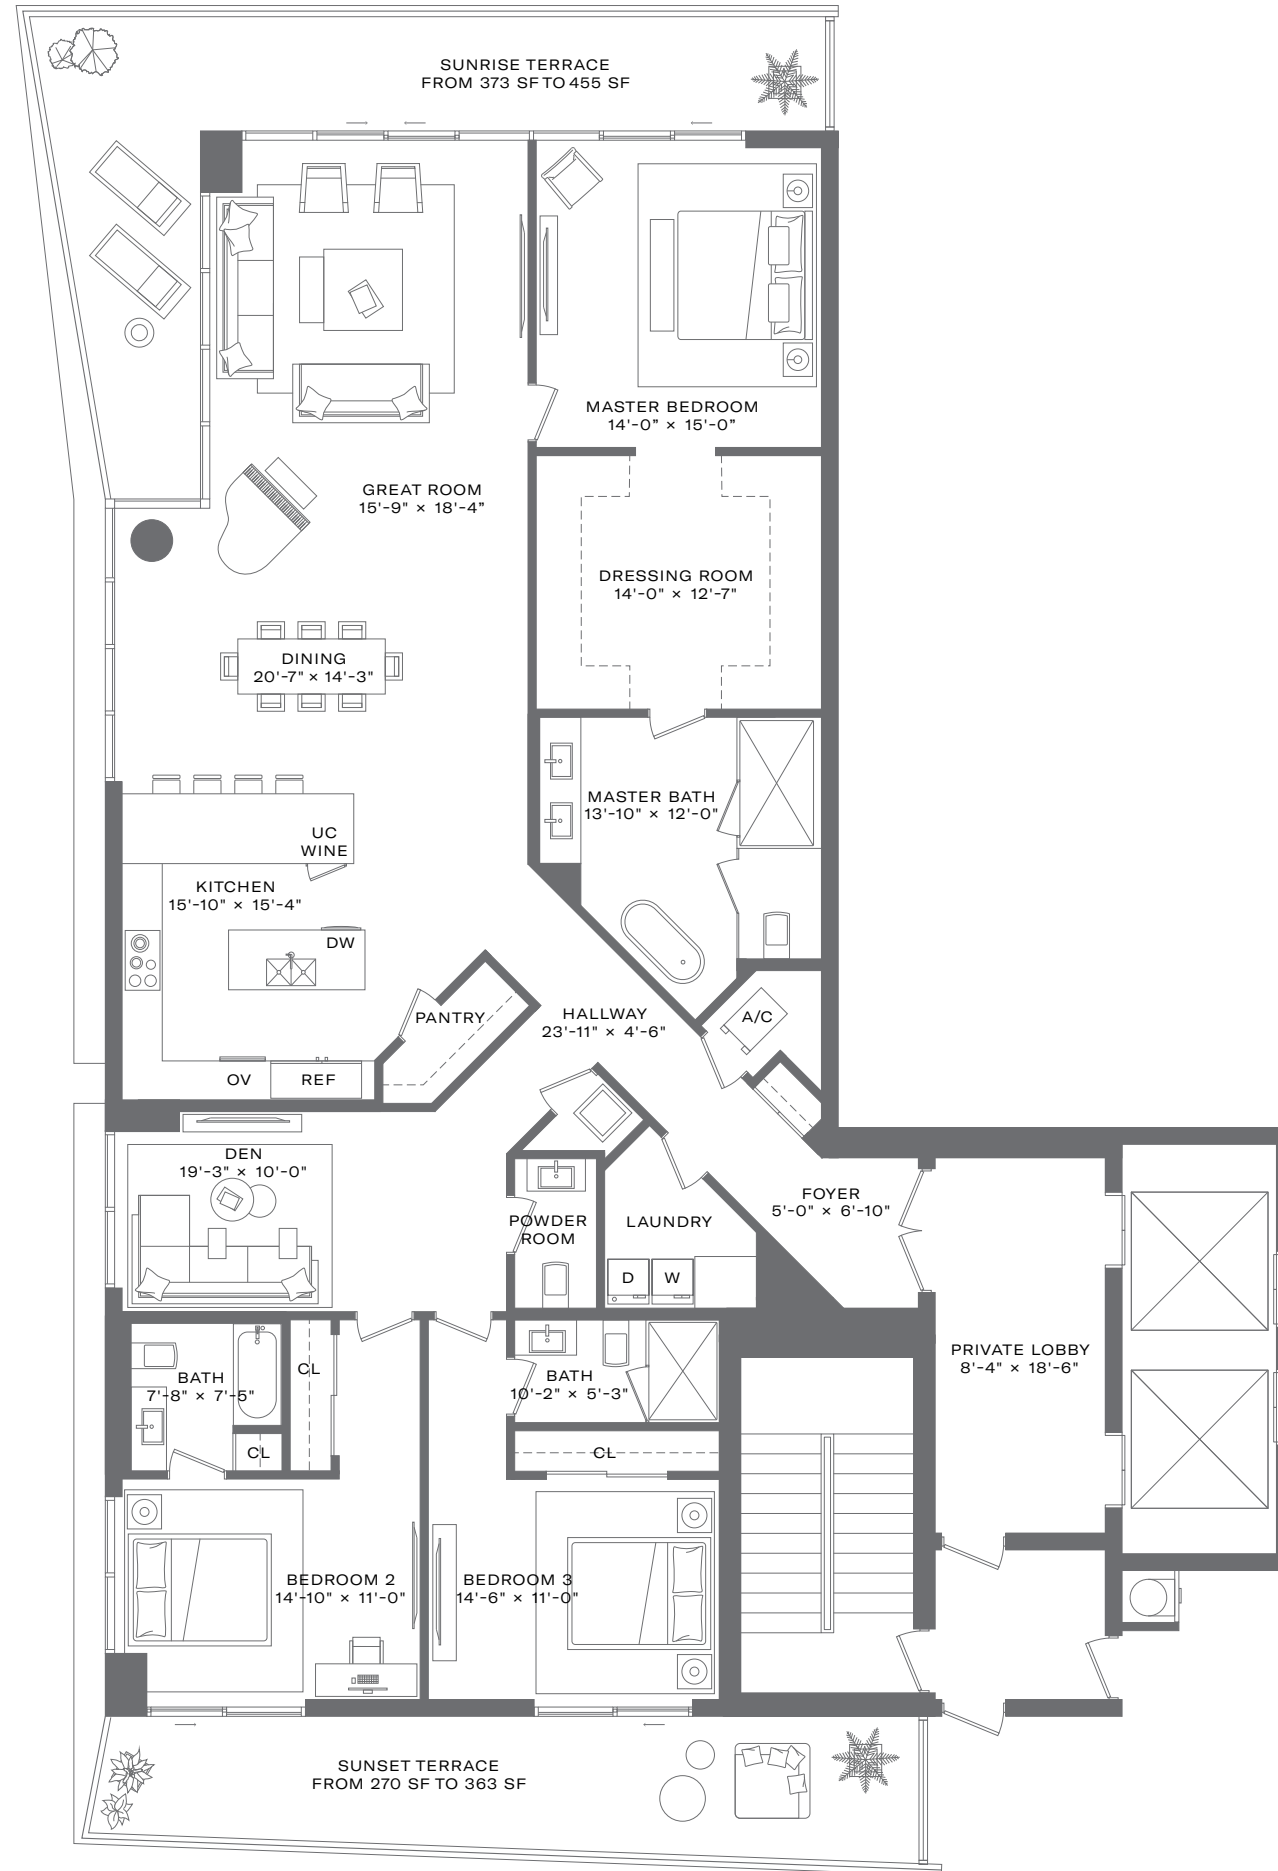 SUNRISE TERRACE
FROM 373 SF TO 455 SF
MASTER BEDROOM
14'-0” × 15'-0”
GREAT ROOM
15'-9" × 18'-4”
DRESSING ROOM
14'-0" × 12'-7"
DINING
20'-7" × 14'-3"
MASTER BATH
13'-10" × 12'-0"
UC
WINE
KITCHEN
15'-10" × 15'-4"
DW
PANTRY
HALLWAY
23'-11" × 4'-6"
A/C
OV
REF
DEN
19'-3" × 10'-0"
FOYER
5'-0" × 6'-10"
POWDER
ROOM
LAUNDRY
D
W
PRIVATE LOBBY
8'-4" × 18'-6"
BATH
7'-8" × 7'-5"
CL
BATH
10'-2" × 5'-3"
CL
CL
BEDROOM 2
14'-10" × 11'-0"
BEDROOM 3
14'-6" × 11'-0"
SUNSET TERRACE
FROM 270 SF TO 363 SF